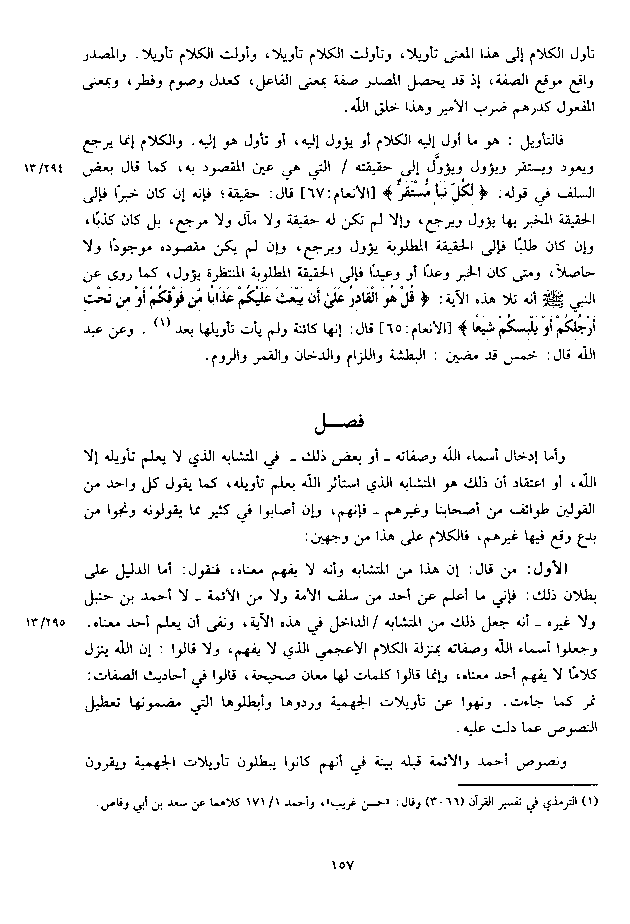 تأول الكلام إلى هذا المعنى تأويلا، وتأولت الكلام تأويلا، وأولت الكلام تأويلا. والمصدر
واقع موقع الصفة، إذ قد يحصل المصدر صفة بمعنى الفاعل، كعدل وصوم وفطر، وبمعنى
المفعول كدرهم ضرب الأمير وهذا خلق الله.
فالتأويل : هو ما أول إليه الكلام أو يؤول إليه، أو تأول هو إليه. والكلام إنما يرجع
ويعود ويستقر ويؤول ويؤول إلى حقيقته / التي هي عين المقصود به، كما قال بعض ١٣/٢٩٤
السلف في قوله: ﴿ لِكُلِّ نَبَأٍ مُّسْتَقَرٌّ ﴾ [الأنعام:٦٧] قال: حقيقة؛ فإنه إن كان خبرًا فإلى
الحقيقة المخبر بها يؤول ويرجع، وإلا لم تكن له حقيقة ولا مآل ولا مرجع، بل كان كذبًا،
وإن كان طلبًا فإلى الحقيقة المطلوبة يؤول ويرجع، وإن لم يكن مقصوده موجودًا ولا
حاصلاً، ومتى كان الخبر وعدًا أو وعيدًا فإلى الحقيقة المطلوبة المنتظرة يؤول، كما روى عن
النبي ﷺ أنه تلا هذه الآية: ﴿ قُلْ هُوَ الْقَادِرُ عَلَىٰ أَن يَبْعَثَ عَلَيْكُمْ عَذَابًا مِّن فَوْقِكُمْ أَوْ مِن تَحْتِ
أَرْجُلِكُمْ أَوْ يَلْبِسَكُمْ شِيَعًا ﴾ [الأنعام:٦٥] قال: إنها كائنة ولم يأت تأويلها بعد (١) . وعن عبد
الله قال: خمس قد مضين : البطشة واللزام والدخان والقمر والروم.
فصــل
وأما إدخال أسماء الله وصفاته ـ أو بعض ذلك ـ في المتشابه الذي لا يعلم تأويله إلا
الله، أو اعتقاد أن ذلك هو المتشابه الذي استأثر الله بعلم تأويله، كما يقول كل واحد من
القولين طوائف من أصحابنا وغيرهم ـ فإنهم، وإن أصابوا في كثير مما يقولونه ونجوا من
بدع وقع فيها غيرهم، فالكلام على هذا من وجهين:
الأول: من قال: إن هذا من المتشابه وأنه لا يفهم معناه، فنقول: أما الدليل على
بطلان ذلك: فإني ما أعلم عن أحد من سلف الأمة ولا من الأئمة ـ لا أحمد بن حنبل
ولا غيره ـ أنه جعل ذلك من المتشابه /الداخل في هذه الآية، ونفى أن يعلم أحد معناه. ١٣/٢٩٥
وجعلوا أسماء الله وصفاته بمنزلة الكلام الأعجمي الذي لا يفهم، ولا قالوا : إن الله ينزل
كلامًا لا يفهم أحد معناه، وإنما قالوا كلمات لها معان صحيحة، قالوا في أحاديث الصفات:
تمر كما جاءت. ونهوا عن تأويلات الجهمية وردوها وأبطلوها التي مضمونها تعطيل
النصوص عما دلت عليه.
ونصوص أحمد والأئمة قبله بينة في أنهم كانوا يبطلون تأويلات الجهمية ويقرون
(١) الترمذي في تفسير القرآن (٣٠٦٦) وقال: «حسن غريب»، وأحمد ١/ ١٧١ كلاهما عن سعد بن أبي وقاص.
١٥٧